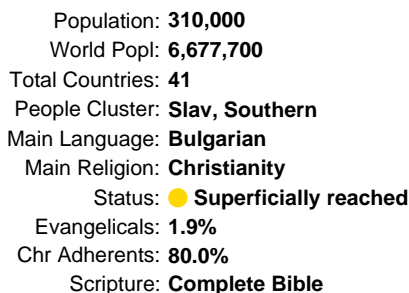 Population: 310,000
World Popl: 6,677,700
Total Countries: 41
People Cluster: Slav, Southern
Main Language: Bulgarian
Main Religion: Christianity
Status: Superficially reached
Evangelicals: 1.9%
Chr Adherents: 80.0%
Scripture: Complete Bible